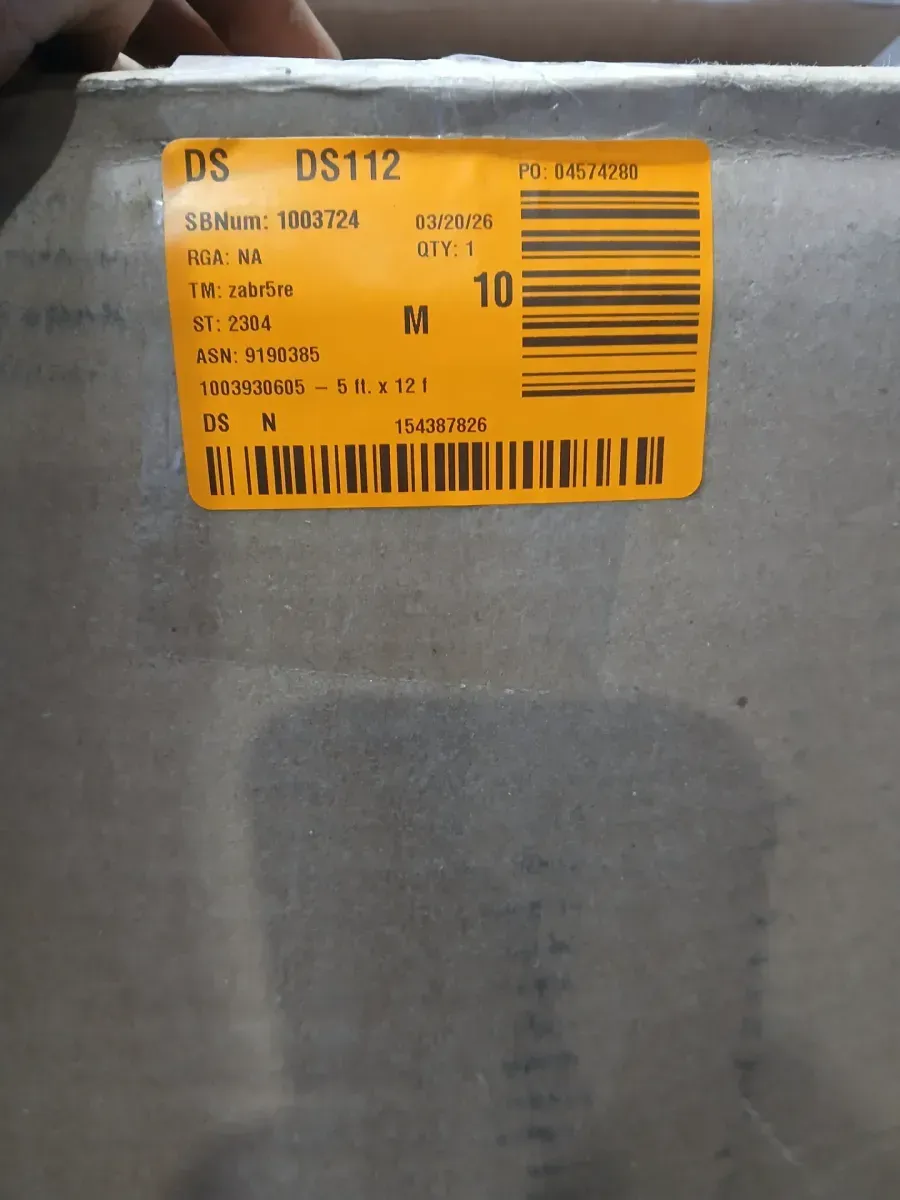 DS DS112 PO: 04574280
SBNum: 1003724 03/20/26
RGA: NA QTY: 1
TM: zabr5re 10
ST: 2304 M
ASN: 9190385
1003930605 – 5 ft. x 12 f
DS N 154387826